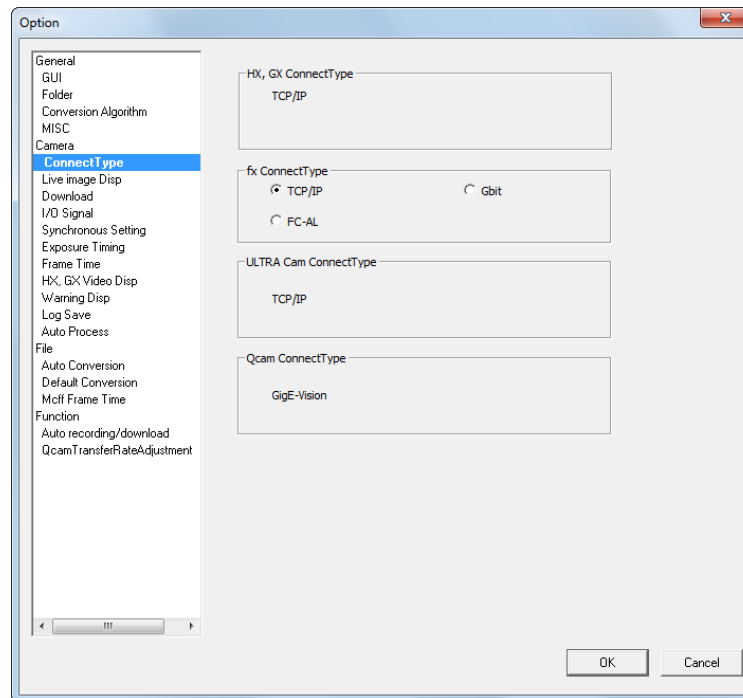 Option
General
GUI
Folder
Conversion Algorithm
MISC
Camera
ConnectType
Live image Disp
Download
I/O Signal
Synchronous Setting
Exposure Timing
Frame Time
HX, GX Video Disp
Warning Disp
Log Save
Auto Process
File
Auto Conversion
Default Conversion
Mcff Frame Time
Function
Auto recording/download
QcamTransferRateAdjustment
HX, GX ConnectType
TCP/IP
fx ConnectType
TCP/IP Gbit
FC-AL
ULTRA Cam ConnectType
TCP/IP
Qcam ConnectType
GigE-Vision
OK Cancel